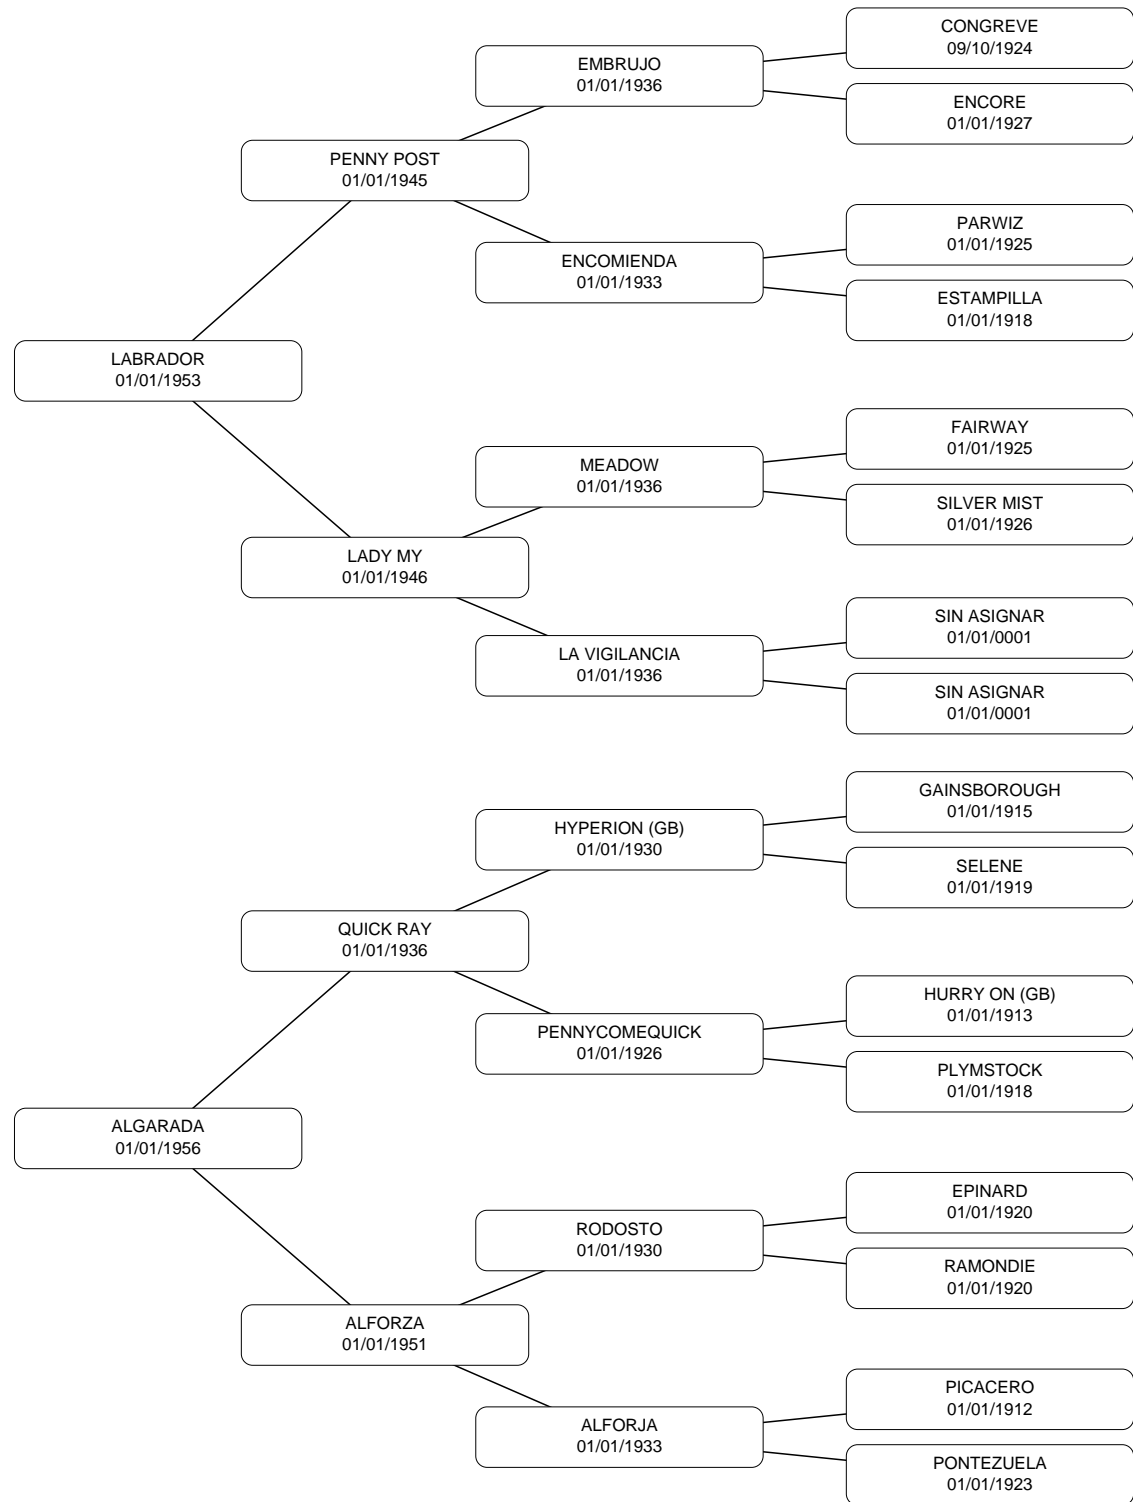 CONGREVE
09/10/1924
EMBRUJO
01/01/1936
ENCORE
01/01/1927
PENNY POST
01/01/1945
PARWIZ
01/01/1925
ENCOMIENDA
01/01/1933
ESTAMPILLA
01/01/1918
LABRADOR
01/01/1953
FAIRWAY
01/01/1925
MEADOW
01/01/1936
SILVER MIST
01/01/1926
LADY MY
01/01/1946
SIN ASIGNAR
01/01/0001
LA VIGILANCIA
01/01/1936
SIN ASIGNAR
01/01/0001
GAINSBOROUGH
01/01/1915
HYPERION (GB)
01/01/1930
SELENE
01/01/1919
QUICK RAY
01/01/1936
HURRY ON (GB)
01/01/1913
PENNYCOMEQUICK
01/01/1926
PLYMSTOCK
01/01/1918
ALGARADA
01/01/1956
EPINARD
01/01/1920
RODOSTO
01/01/1930
RAMONDIE
01/01/1920
ALFORZA
01/01/1951
PICACERO
01/01/1912
ALFORJA
01/01/1933
PONTEZUELA
01/01/1923